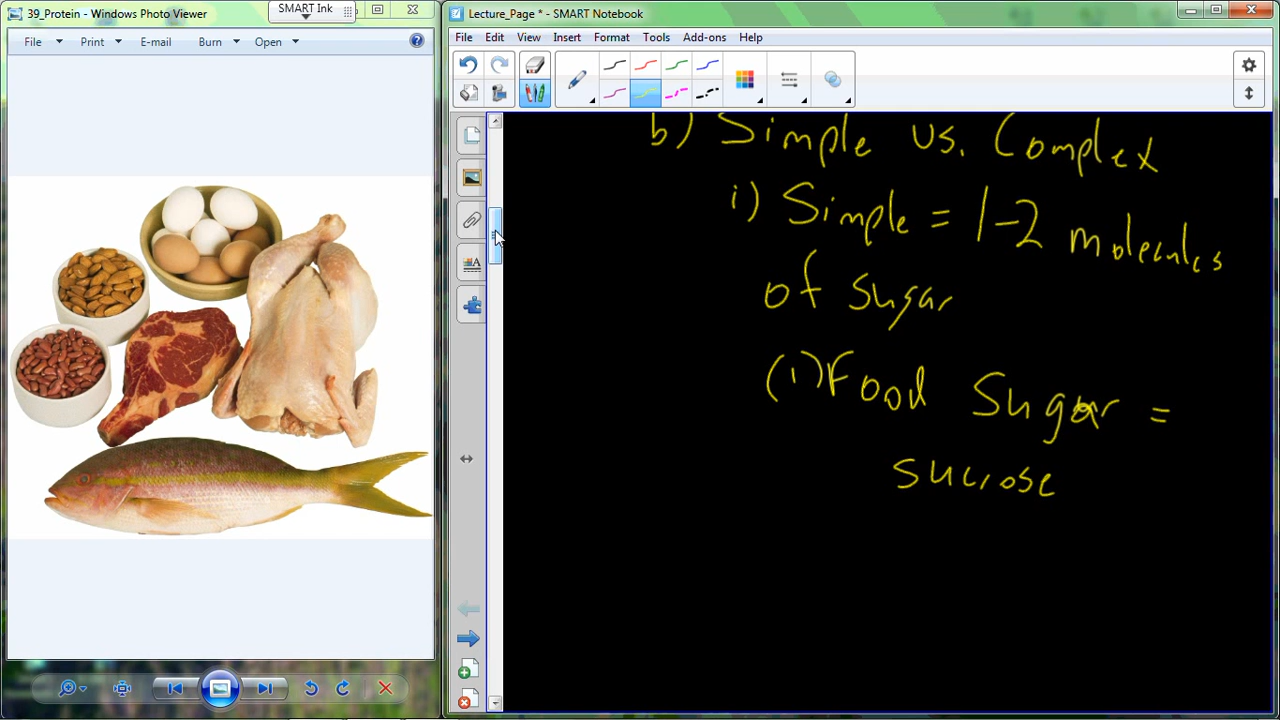 39_Protein - Windows Photo Viewer
SMART Ink
File Print E-mail Burn Open
Lecture_Page * - SMART Notebook
File Edit View Insert Format Tools Add-ons Help
b) Simple vs. Complex
i) Simple = 1-2 molecules
of sugar
(1) Food Sugar =
sucrose